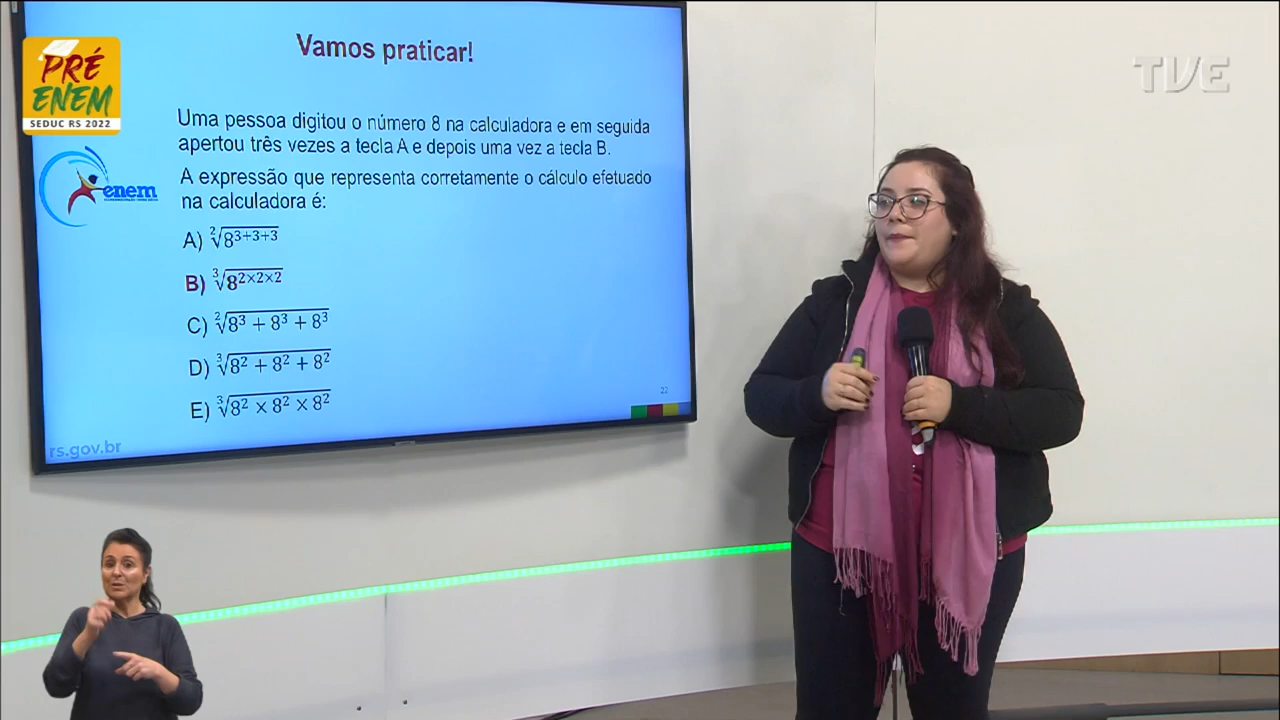 PRÉ
ENEM
SEDUC RS 2022
TVE
Vamos praticar!
Uma pessoa digitou o número 8 na calculadora e em seguida
apertou três vezes a tecla A e depois uma vez a tecla B.
enem
A expressão que representa corretamente o cálculo efetuado
na calculadora é:
A) ²√(8³⁺³⁺³)
B) ³√(8²ˣ²ˣ²)
C) ²√(8³ + 8³ + 8³)
D) ³√(8² + 8² + 8²)
E) ³√(8² × 8² × 8²)
22
rs.gov.br